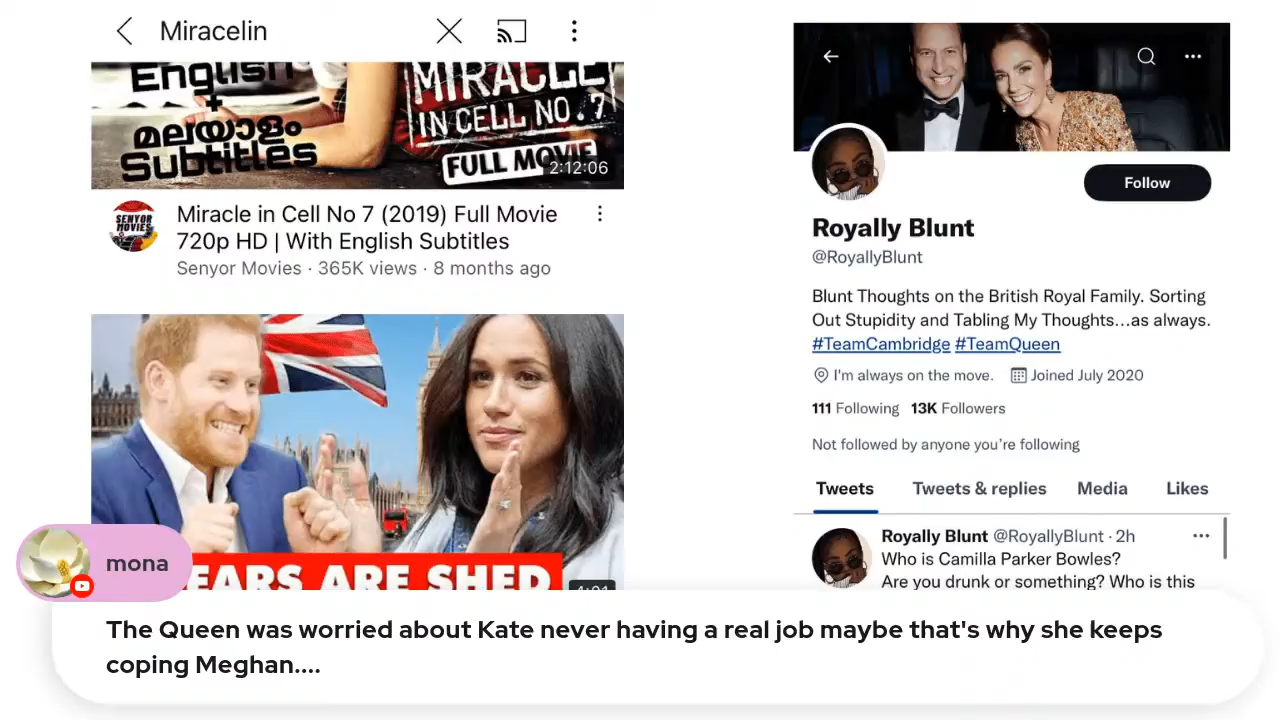 Miracelin
English
+
മലയാളം
Subtitles
MIRACLE
IN CELL NO.7
FULL MOVIE
2:12:06
SENYOR
MOVIES
Miracle in Cell No 7 (2019) Full Movie
720p HD | With English Subtitles
Senyor Movies · 365K views · 8 months ago
EARS ARE SHED
Follow
Royally Blunt
@RoyallyBlunt
Blunt Thoughts on the British Royal Family. Sorting
Out Stupidity and Tabling My Thoughts...as always.
#TeamCambridge #TeamQueen
I'm always on the move. Joined July 2020
111 Following 13K Followers
Not followed by anyone you're following
Tweets Tweets & replies Media Likes
Royally Blunt @RoyallyBlunt · 2h
Who is Camilla Parker Bowles?
Are you drunk or something? Who is this
mona
The Queen was worried about Kate never having a real job maybe that's why she keeps
coping Meghan....